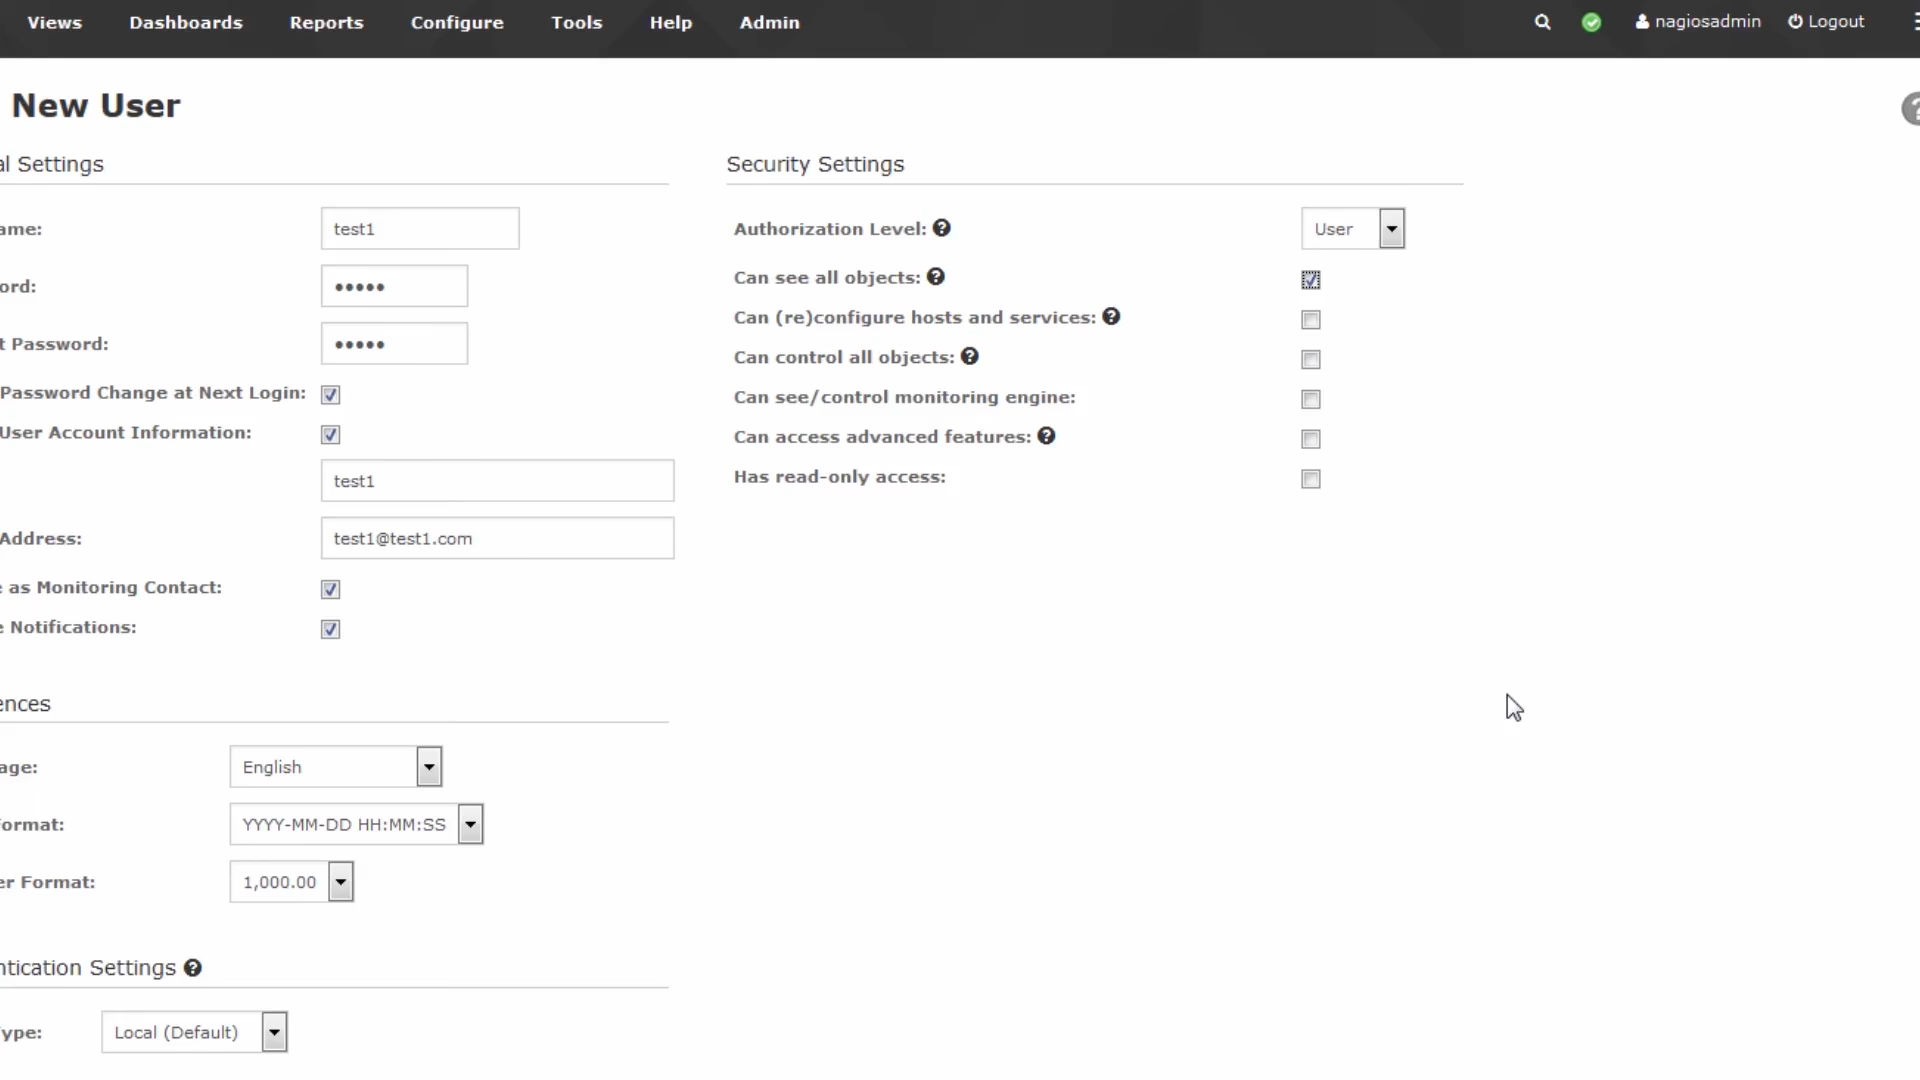 Views Dashboards Reports Configure Tools Help Admin nagiosadmin Logout
New User
al Settings
ame: test1
ord: •••••
t Password: •••••
Password Change at Next Login:
User Account Information:
test1
Address: test1@test1.com
e as Monitoring Contact:
e Notifications:
ences
age: English
ormat: YYYY-MM-DD HH:MM:SS
er Format: 1,000.00
ntication Settings ?
ype: Local (Default)
Security Settings
Authorization Level: ? User
Can see all objects: ?
Can (re)configure hosts and services: ?
Can control all objects: ?
Can see/control monitoring engine:
Can access advanced features: ?
Has read-only access: